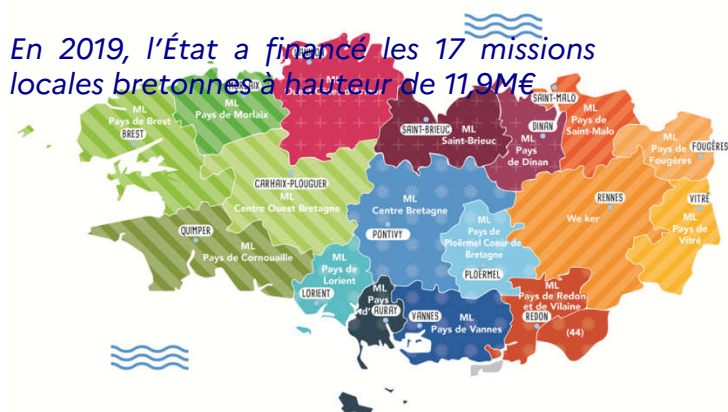 En 2019, l'État a financé les 17 missions
locales bretonnes à hauteur de 11,9M€
ML
ML
Pays de Morlaix
ML
Pays de Brest
BREST
SAINT-BRIEUC
ML
Saint-Brieuc
DINAN
ML
Pays
de Dinan
SAINT-MALO
ML
Pays de
Saint-Malo
ML
Pays de
Fougères
FOUGÈRES
CARHAIX-PLOUGUER
ML
Centre Ouest Bretagne
ML
Centre Bretagne
PONTIVY
ML
Pays de
Ploërmel Coeur de
Bretagne
PLOËRMEL
RENNES
We ker
VITRÉ
ML
Pays de
Vitré
QUIMPER
ML
Pays de Cornouaille
ML
Pays de
Lorient
LORIENT
ML
Pays
d'
AURAY
VANNES
ML
Pays de Vannes
ML
Pays de Redon
et de Vilaine
REDON
(44)